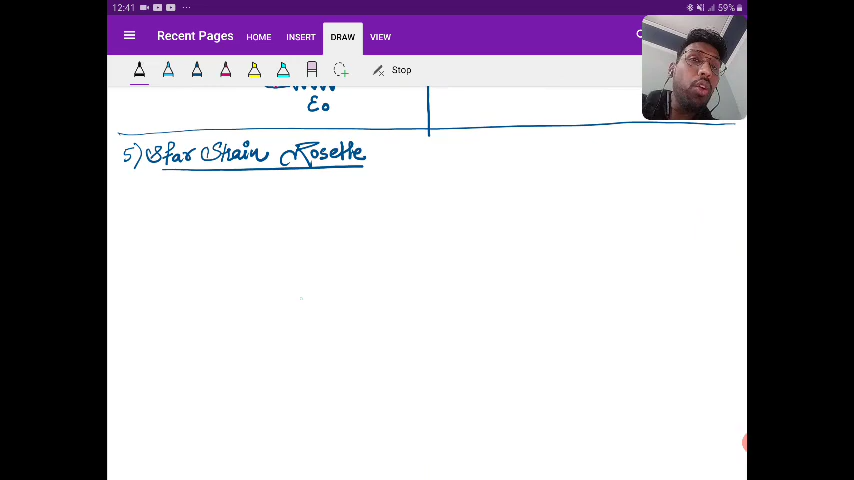 12:41 ... 59%
Recent Pages HOME INSERT DRAW VIEW
Stop
ε0
5) Star Strain Rosette